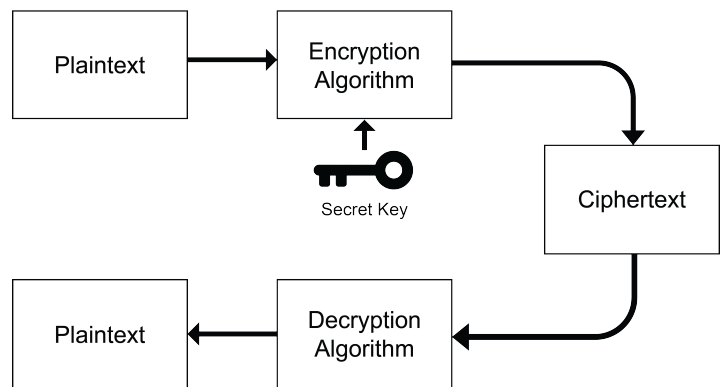 Plaintext
Encryption
Algorithm
Secret Key
Ciphertext
Plaintext
Decryption
Algorithm